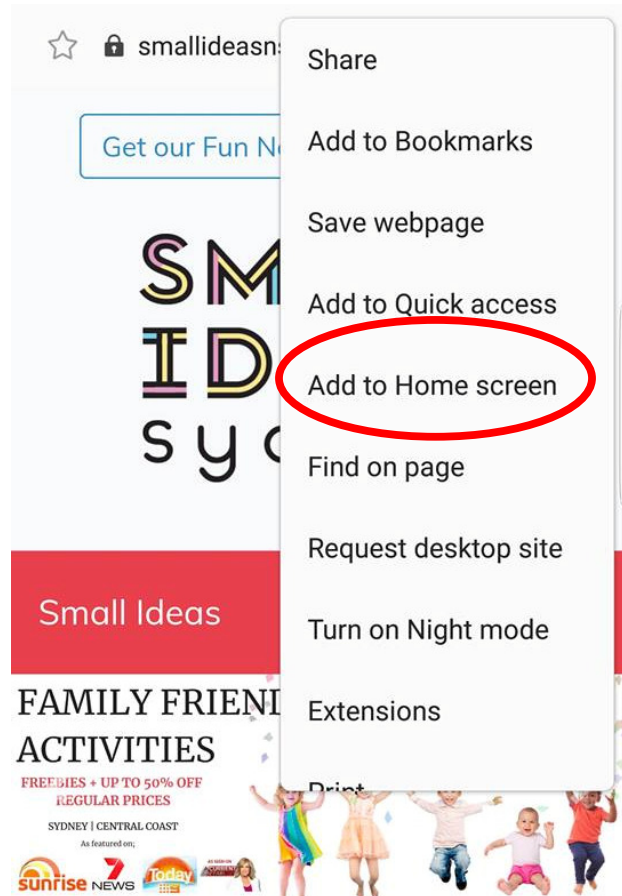 smallideasn
Get our Fun N
SM
ID
syd
Share
Add to Bookmarks
Save webpage
Add to Quick access
Add to Home screen
Find on page
Request desktop site
Turn on Night mode
Extensions
Print
Small Ideas
FAMILY FRIEN
ACTIVITIES
FREEBIES + UP TO 50% OFF
REGULAR PRICES
SYDNEY | CENTRAL COAST
As featured on;
sunrise
7
NEWS
Today